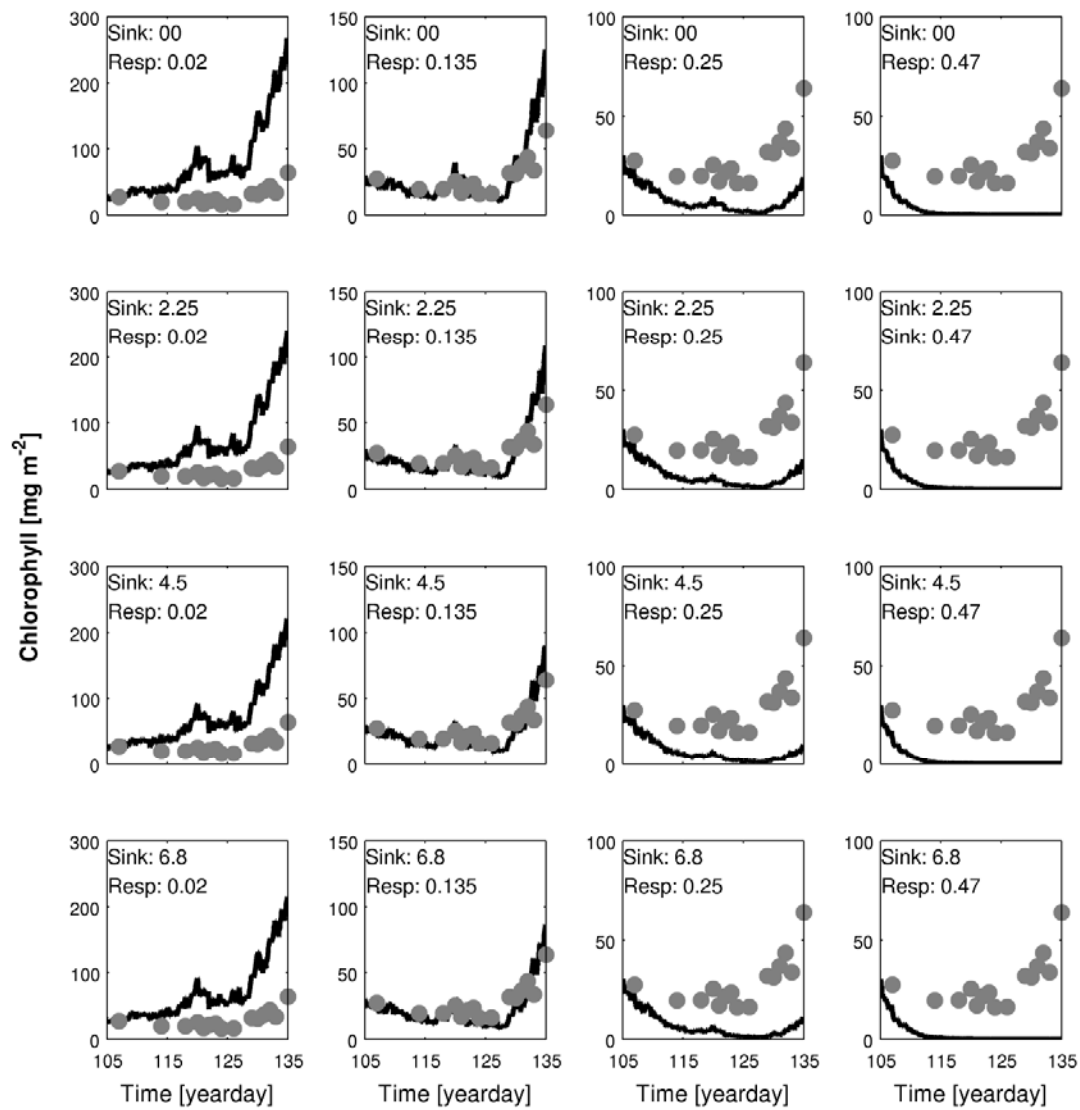 300
200
100
0
Sink: 00
Resp: 0.02
150
100
50
0
Sink: 00
Resp: 0.135
100
50
0
Sink: 00
Resp: 0.25
100
50
0
Sink: 00
Resp: 0.47
300
200
100
0
Sink: 2.25
Resp: 0.02
150
100
50
0
Sink: 2.25
Resp: 0.135
100
50
0
Sink: 2.25
Resp: 0.25
100
50
0
Sink: 2.25
Sink: 0.47
Chlorophyll [mg m-2]
300
200
100
0
Sink: 4.5
Resp: 0.02
150
100
50
0
Sink: 4.5
Resp: 0.135
100
50
0
Sink: 4.5
Resp: 0.25
100
50
0
Sink: 4.5
Resp: 0.47
300
200
100
0
Sink: 6.8
Resp: 0.02
105 115 125 135
Time [yearday]
150
100
50
0
Sink: 6.8
Resp: 0.135
105 115 125 135
Time [yearday]
100
50
0
Sink: 6.8
Resp: 0.25
105 115 125 135
Time [yearday]
100
50
0
Sink: 6.8
Resp: 0.47
105 115 125 135
Time [yearday]